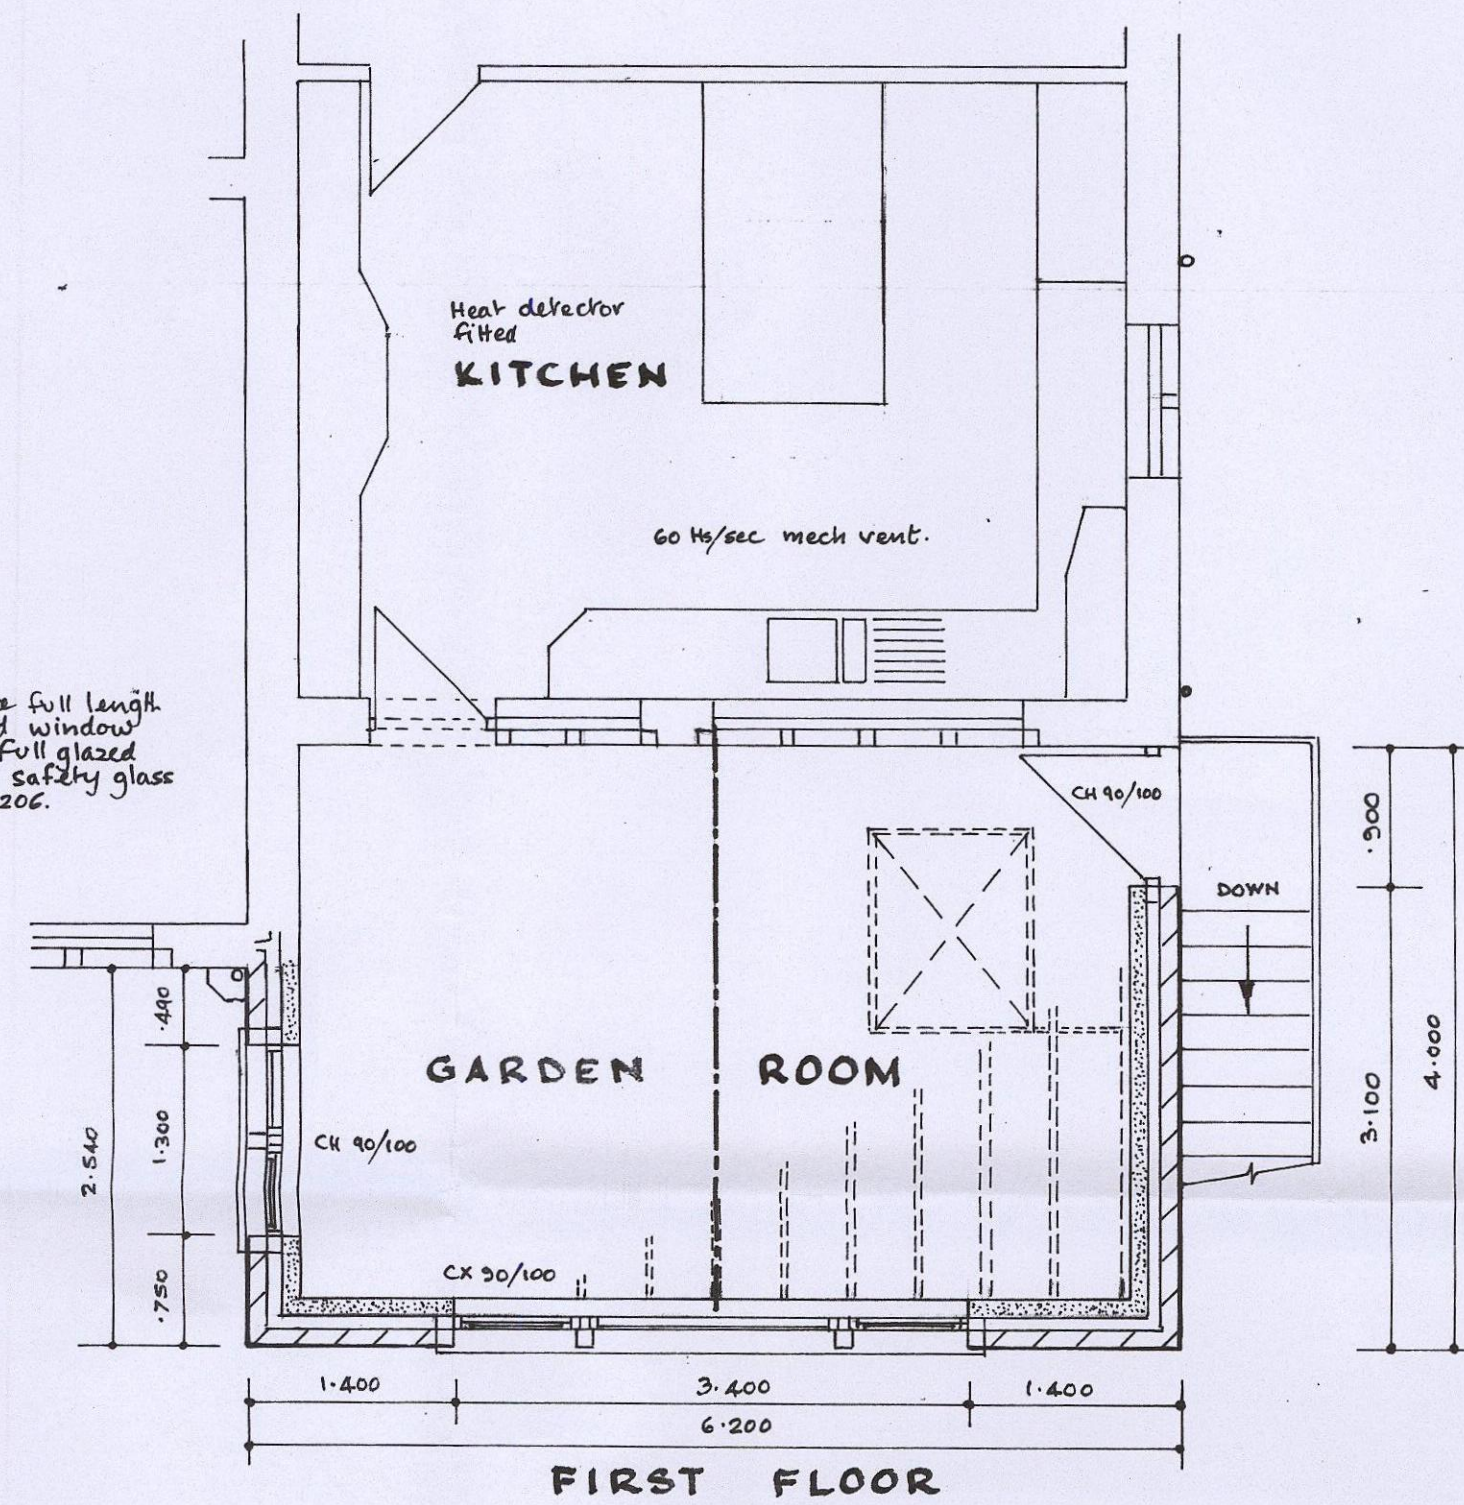 Heat detector
fitted
KITCHEN
60 lts/sec mech vent.
full length
window
full glazed
safety glass
206.
CH 90/100
.900
DOWN
.490
GARDEN ROOM
4.000
3.100
2.540
1.300
CH 90/100
.750
CX 90/100
1.400
3.400
1.400
6.200
FIRST FLOOR